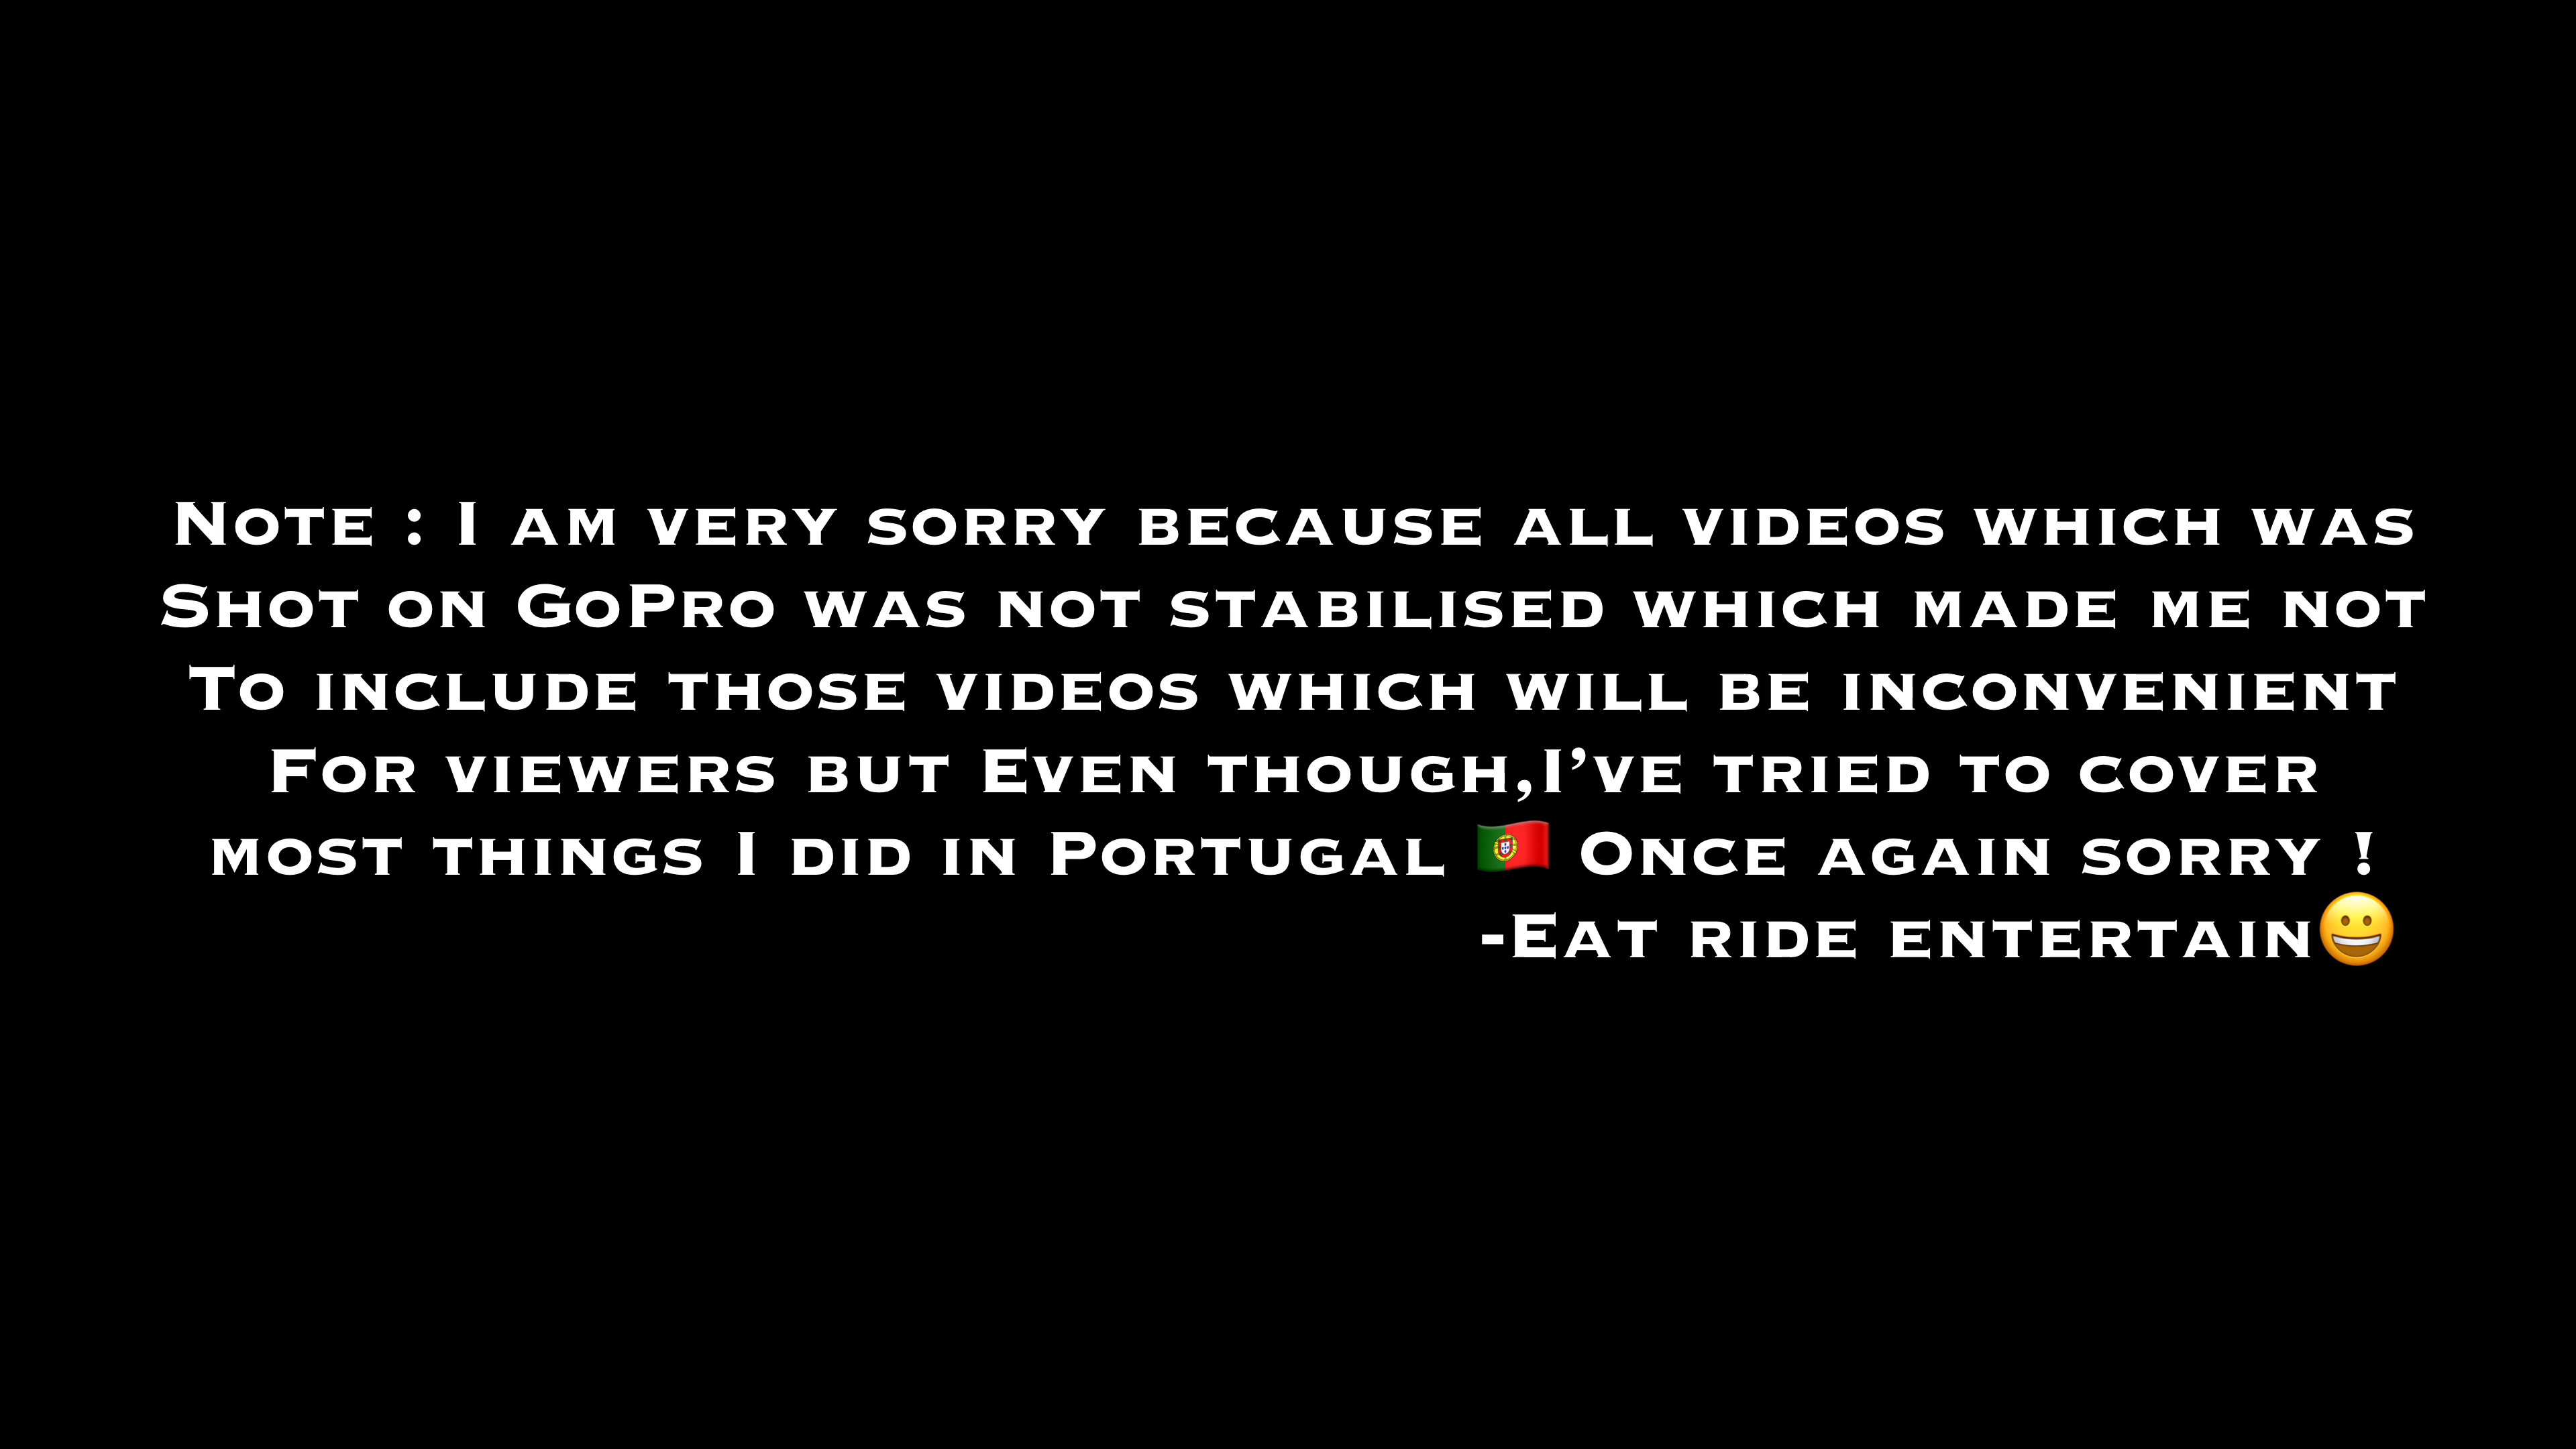 Note : I am very sorry because all videos which was
Shot on GoPro was not stabilised which made me not
To include those videos which will be inconvenient
For viewers but Even though,I’ve tried to cover
most things I did in Portugal 🇵🇹 Once again sorry !
-Eat ride entertain😀